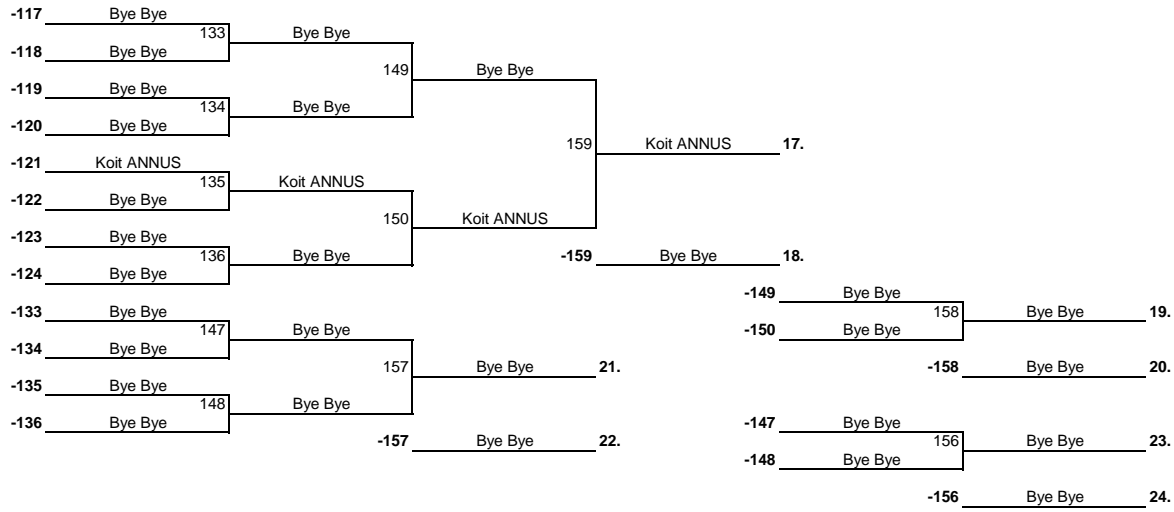 -117 Bye Bye
133 Bye Bye
-118 Bye Bye
149 Bye Bye
-119 Bye Bye
134 Bye Bye
-120 Bye Bye
159 Koit ANNUS 17.
-121 Koit ANNUS
135 Koit ANNUS
-122 Bye Bye
150 Koit ANNUS
-123 Bye Bye
136 Bye Bye
-159 Bye Bye 18.
-124 Bye Bye
-149 Bye Bye
-133 Bye Bye
158 Bye Bye 19.
147 Bye Bye
-150 Bye Bye
-134 Bye Bye
157 Bye Bye 21.
-158 Bye Bye 20.
-135 Bye Bye
148 Bye Bye
-136 Bye Bye
-147 Bye Bye
-157 Bye Bye 22.
156 Bye Bye 23.
-148 Bye Bye
-156 Bye Bye 24.